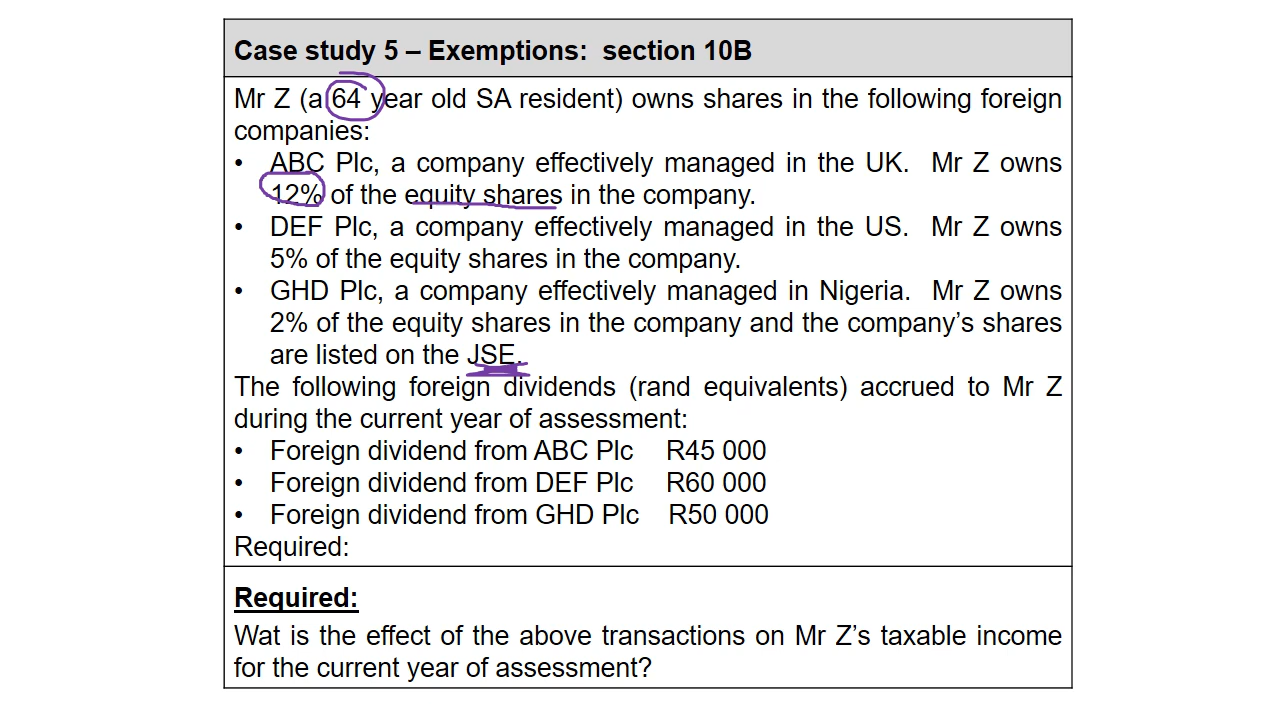 Case study 5 – Exemptions: section 10B
Mr Z (a 64 year old SA resident) owns shares in the following foreign
companies:
• ABC Plc, a company effectively managed in the UK. Mr Z owns
12% of the equity shares in the company.
• DEF Plc, a company effectively managed in the US. Mr Z owns
5% of the equity shares in the company.
• GHD Plc, a company effectively managed in Nigeria. Mr Z owns
2% of the equity shares in the company and the company’s shares
are listed on the JSE.
The following foreign dividends (rand equivalents) accrued to Mr Z
during the current year of assessment:
• Foreign dividend from ABC Plc R45 000
• Foreign dividend from DEF Plc R60 000
• Foreign dividend from GHD Plc R50 000
Required:
Required:
Wat is the effect of the above transactions on Mr Z’s taxable income
for the current year of assessment?